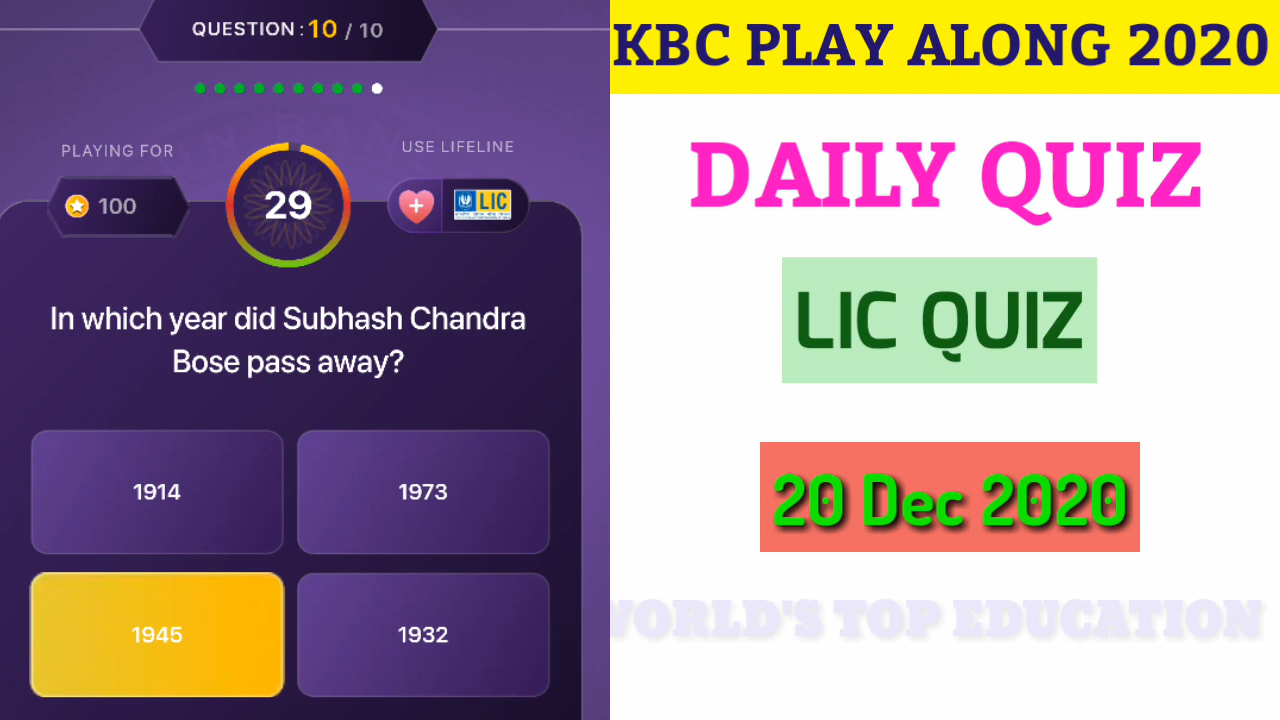 QUESTION : 10 / 10
PLAYING FOR
100
29
USE LIFELINE
LIC
In which year did Subhash Chandra
Bose pass away?
1914
1973
1945
1932
KBC PLAY ALONG 2020
DAILY QUIZ
LIC QUIZ
20 Dec 2020
WORLD'S TOP EDUCATION